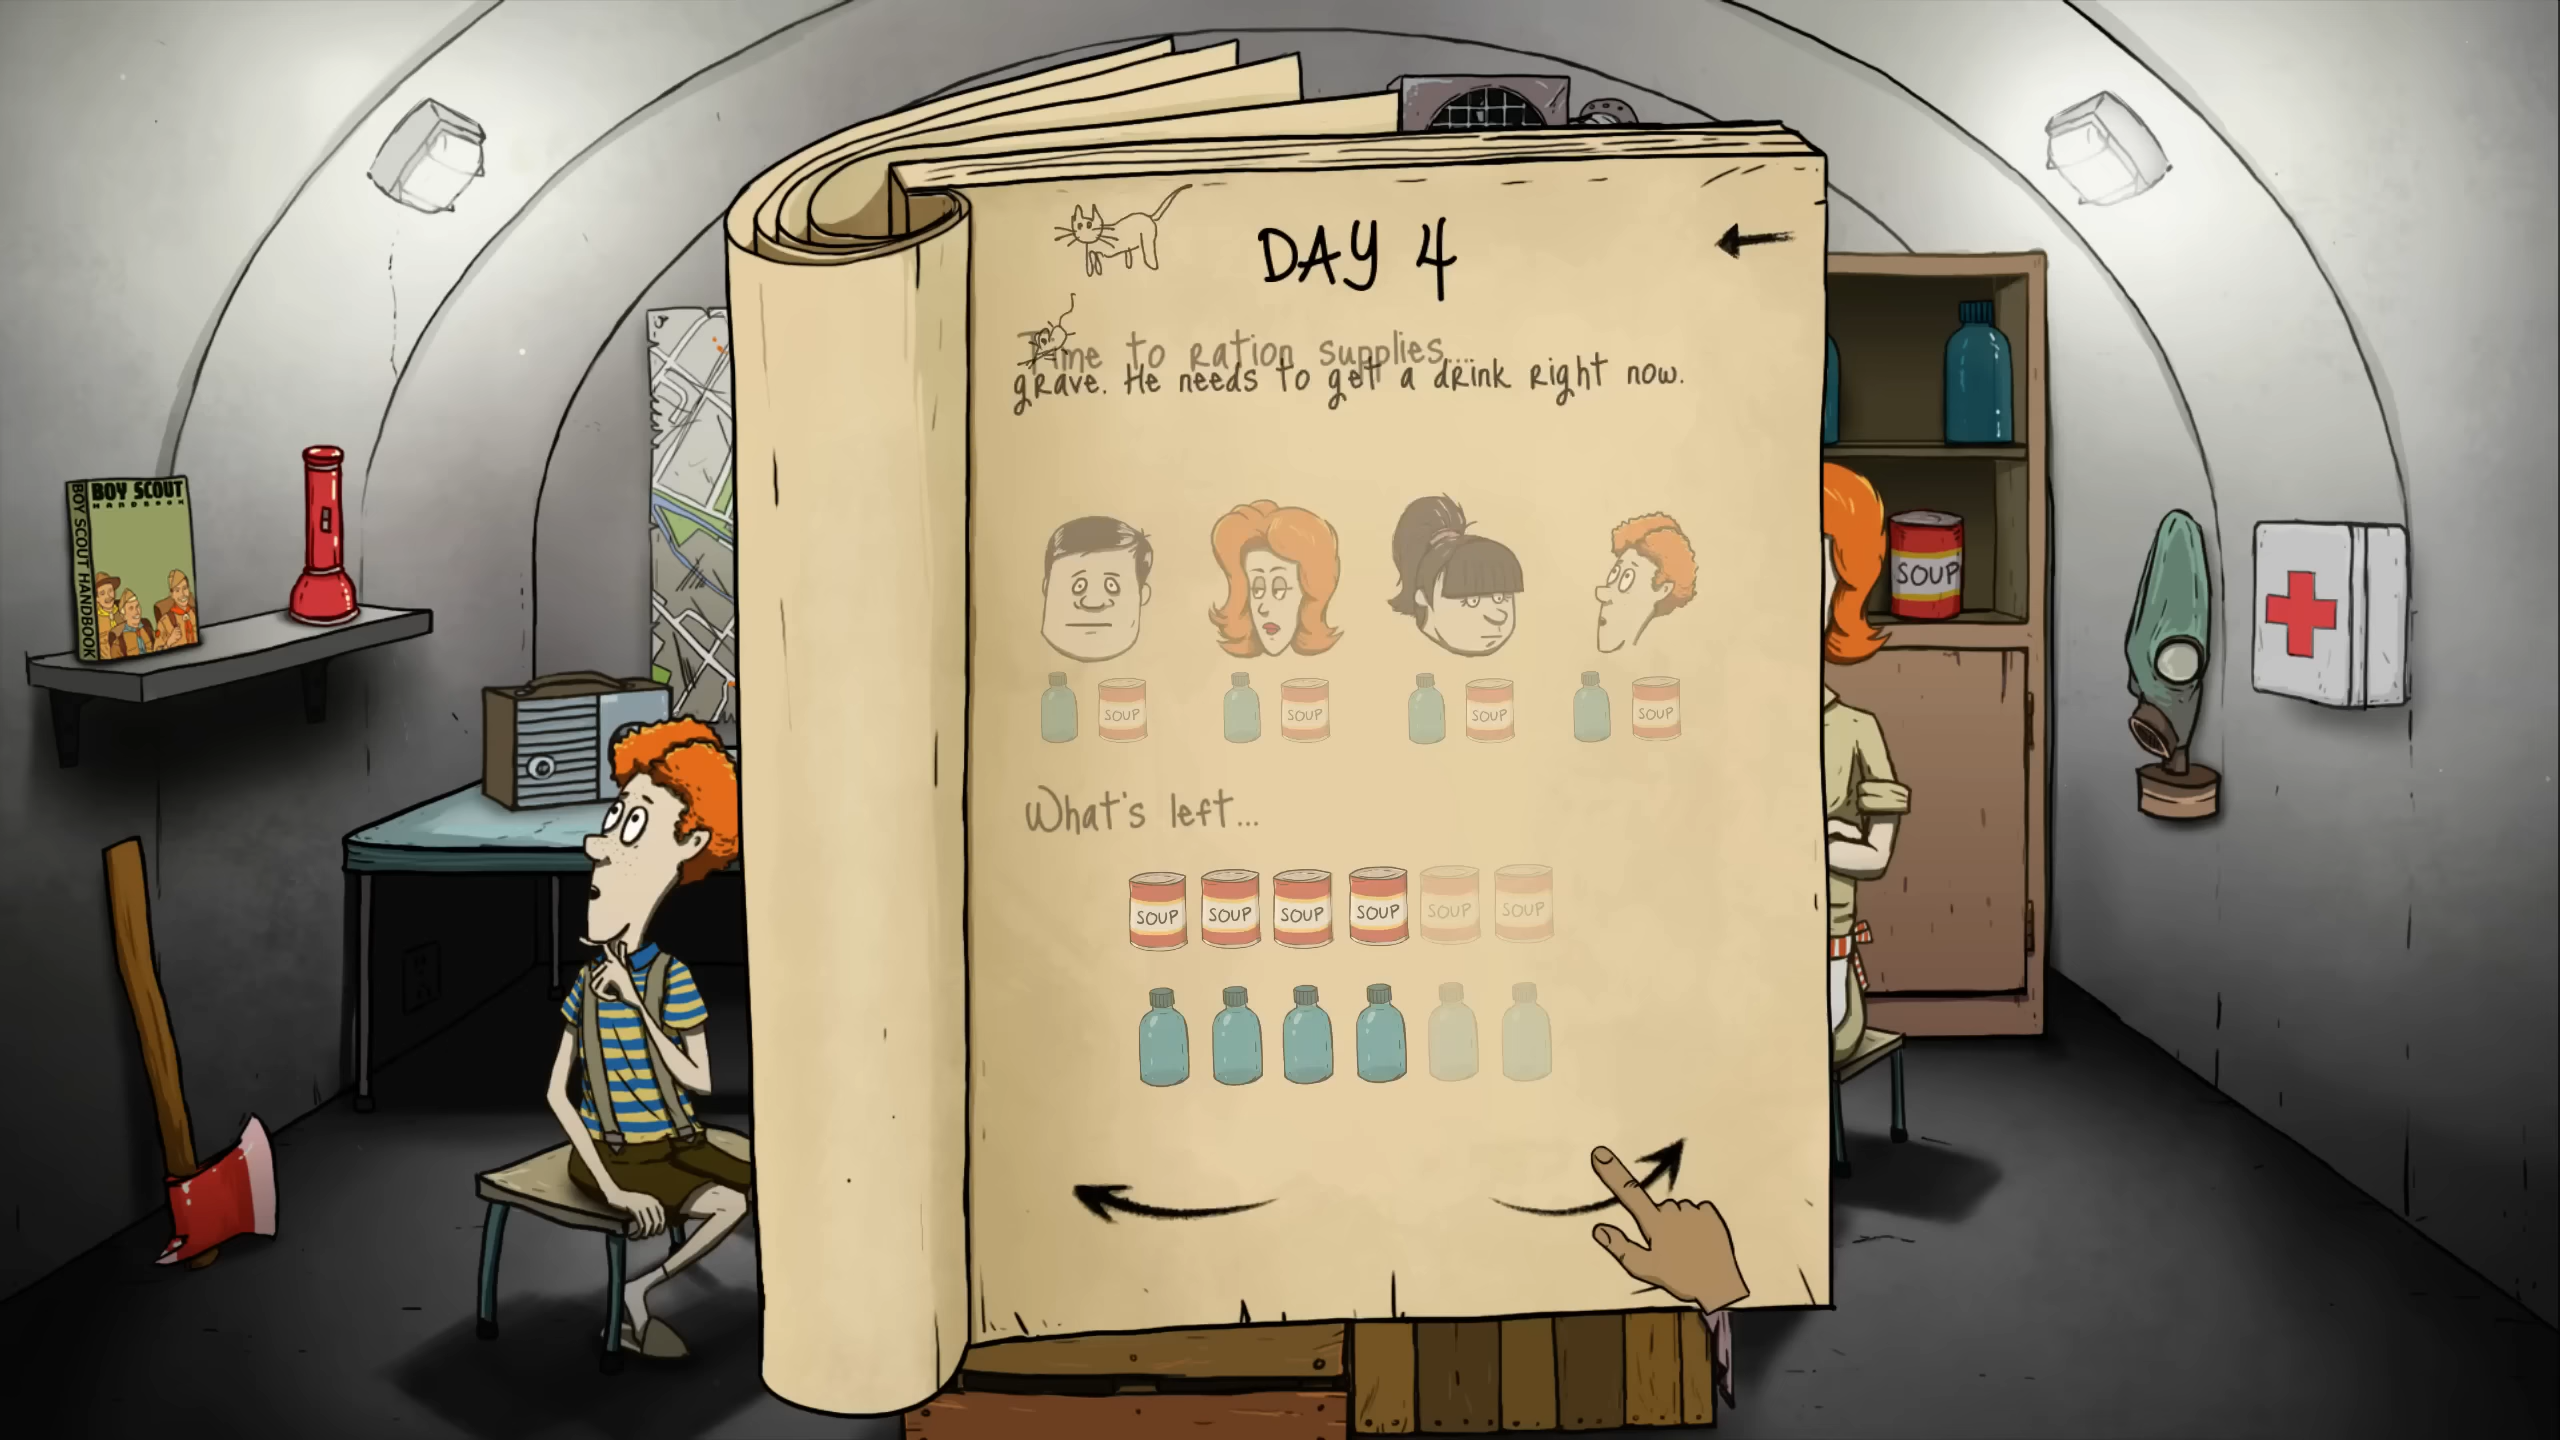 DAY 4
Time to ration supplies...
grave. He needs to get a drink right now.
BOY SCOUT
HANDBOOK
BOY SCOUT HANDBOOK
SOUP
SOUP
SOUP
SOUP
SOUP
What's left...
SOUP
SOUP
SOUP
SOUP
SOUP
SOUP